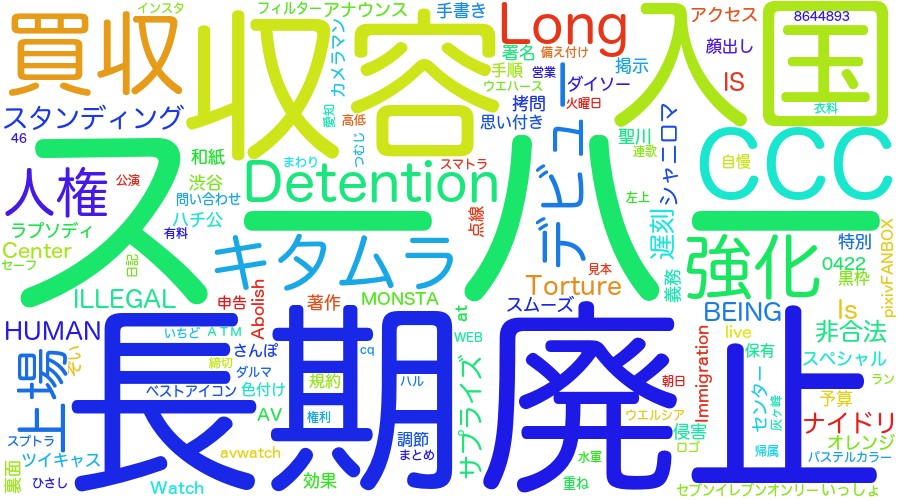 インスタ
フィルターアナウンス
手書き
Long
アクセス
8644893
買収
収容
カメラマン
署名
備え付け
入国
顔出し
手順
営業
掲示
IS
ウエハース
ダイソー
スタンディング
愛知
高低
拷問
火曜日
衣料
46
思い付き
聖川
連歌
シャニロマ
CCC
自慢
スーパー
和紙
まわり
つむじ
スマトラ
デビュー
人権
公演
渋谷
Detention
問い合わせ
左上
ハチ公
点線
遅刻
ラプソディ
有料
キタムラ
強化
特別
pixivFANBOX
Center
セーフ
日記
見本
0422
黒枠
義務
Torture
ILLEGAL
申告
Abolish
著作
MONSTA
at
スムーズ
BEING
Is
HUMAN
いちど
ATM
WEB
live
非合法
長期
廃止
さんぽ
cq
Immigration
保有
スペシャル
上場
ぞい
締切
ダルマ
ベストアイコン
色付け
規約
ハル
サプライズ
朝日
センター
灰ヶ峰
ラン
予算
AV
権利
ウエルシア
侵害
ナイドリ
スプトラ
調節
まとめ
ロゴ
オレンジ
ツイキャス
avwatch
水軍
帰属
パステルカラー
裏面
ひさし
Watch
効果
重ね
セブンイレブンオンリー
いっしょ